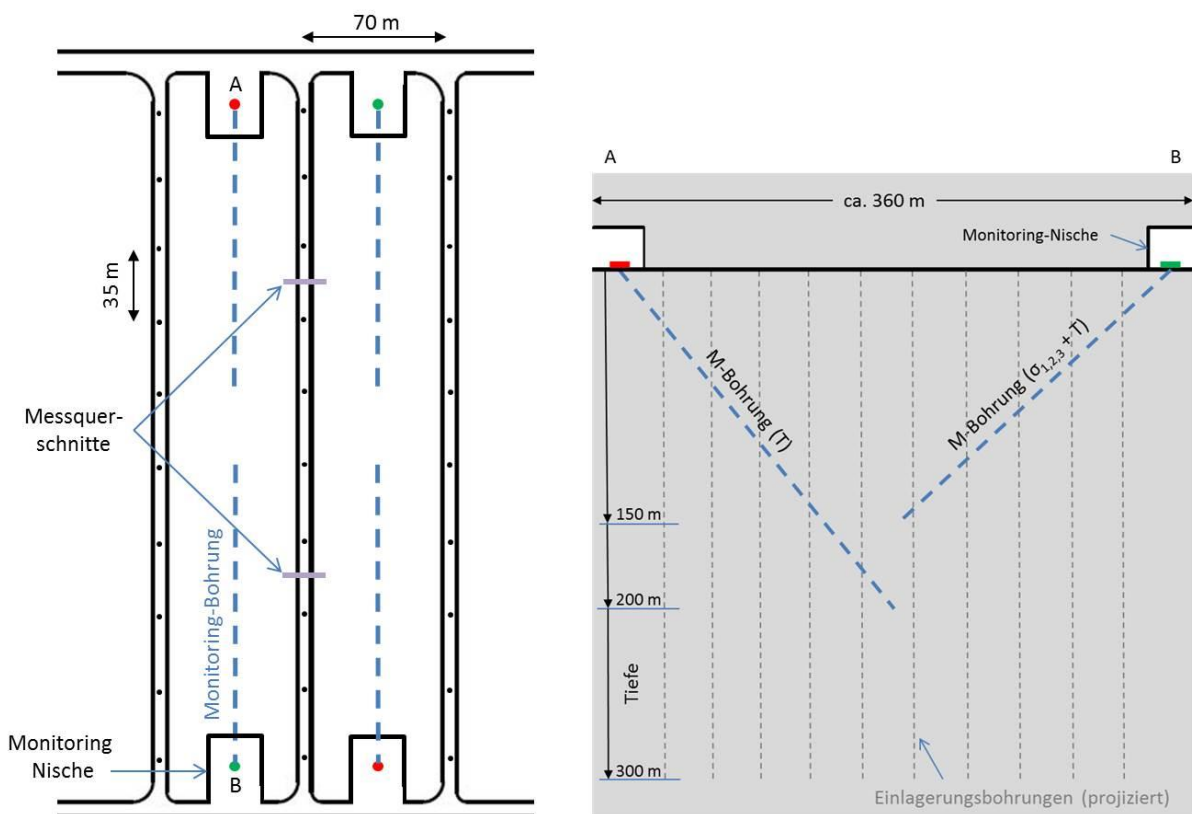 70 m
A
35 m
Messquer-
schnitte
Monitoring-Bohrung
Monitoring
Nische
B
A
B
ca. 360 m
Monitoring-Nische
M-Bohrung (T)
M-Bohrung (σ1,2,3 + T)
150 m
200 m
Tiefe
300 m
Einlagerungsbohrungen (projiziert)